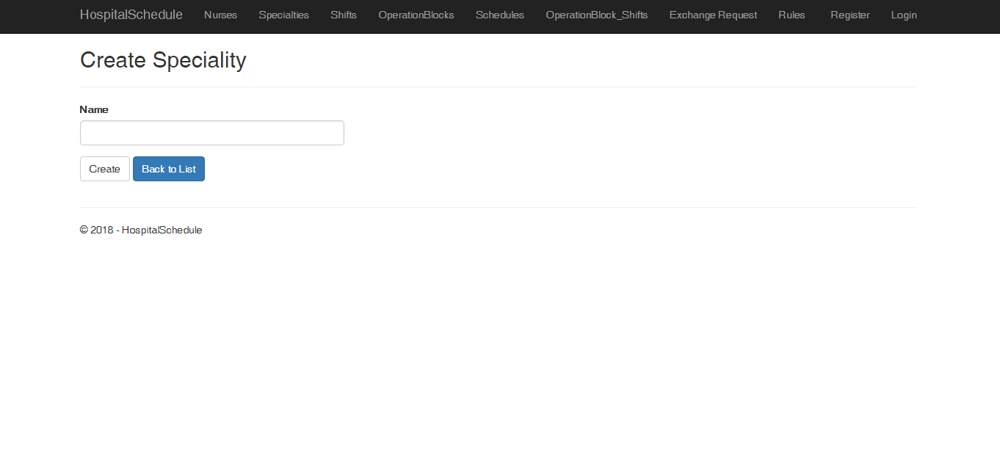 HospitalSchedule Nurses Specialties Shifts OperationBlocks Schedules OperationBlock_Shifts Exchange Request Rules Register Login
Create Speciality
Name
Create Back to List
© 2018 - HospitalSchedule